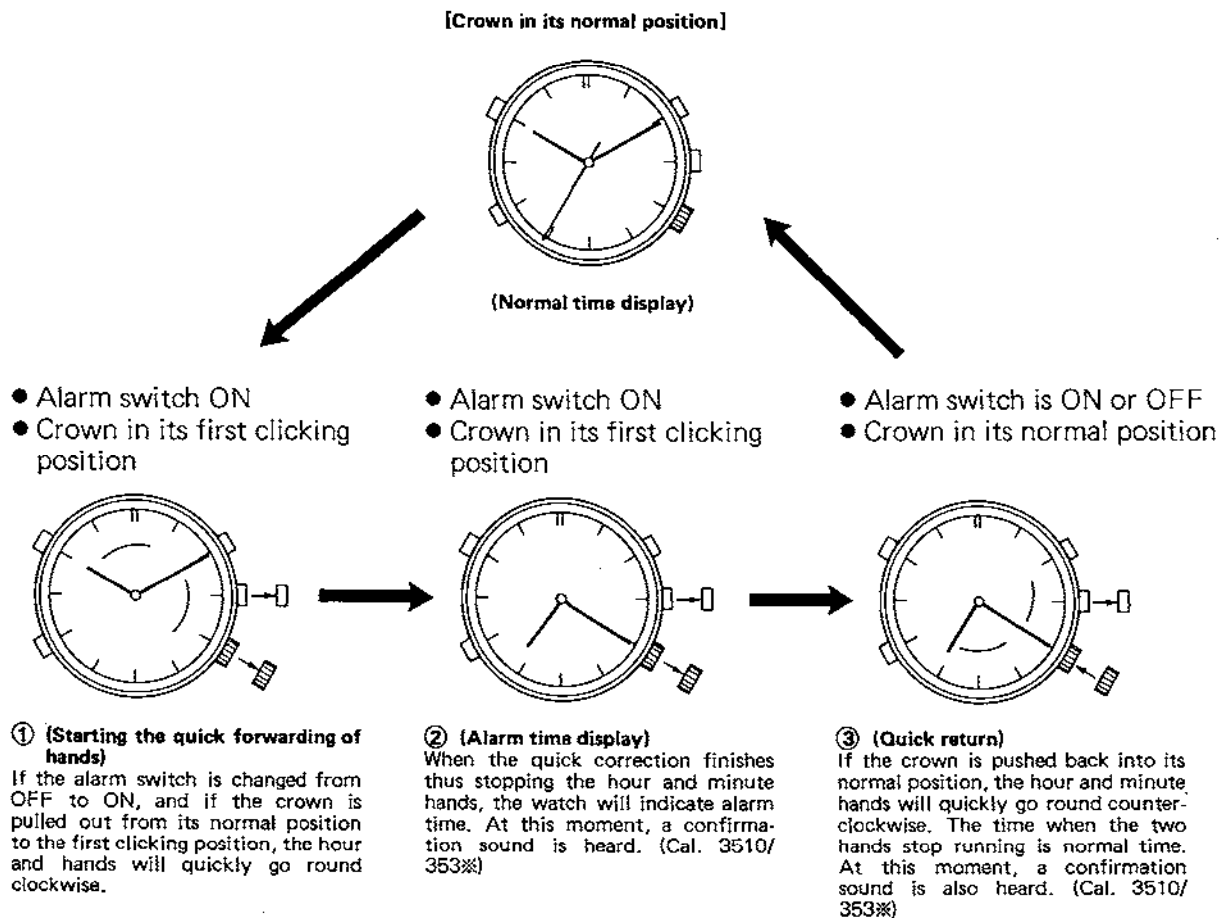 [Crown in its normal position]
(Normal time display)
● Alarm switch ON
● Crown in its first clicking
position
① (Starting the quick forwarding of
hands)
If the alarm switch is changed from
OFF to ON, and if the crown is
pulled out from its normal position
to the first clicking position, the hour
and hands will quickly go round
clockwise.
● Alarm switch ON
● Crown in its first clicking
position
② (Alarm time display)
When the quick correction finishes
thus stopping the hour and minute
hands, the watch will indicate alarm
time. At this moment, a confirma-
tion sound is heard. (Cal. 3510/
353※)
● Alarm switch is ON or OFF
● Crown in its normal position
③ (Quick return)
If the crown is pushed back into its
normal position, the hour and minute
hands will quickly go round counter-
clockwise. The time when the two
hands stop running is normal time.
At this moment, a confirmation
sound is also heard. (Cal. 3510/
353※)